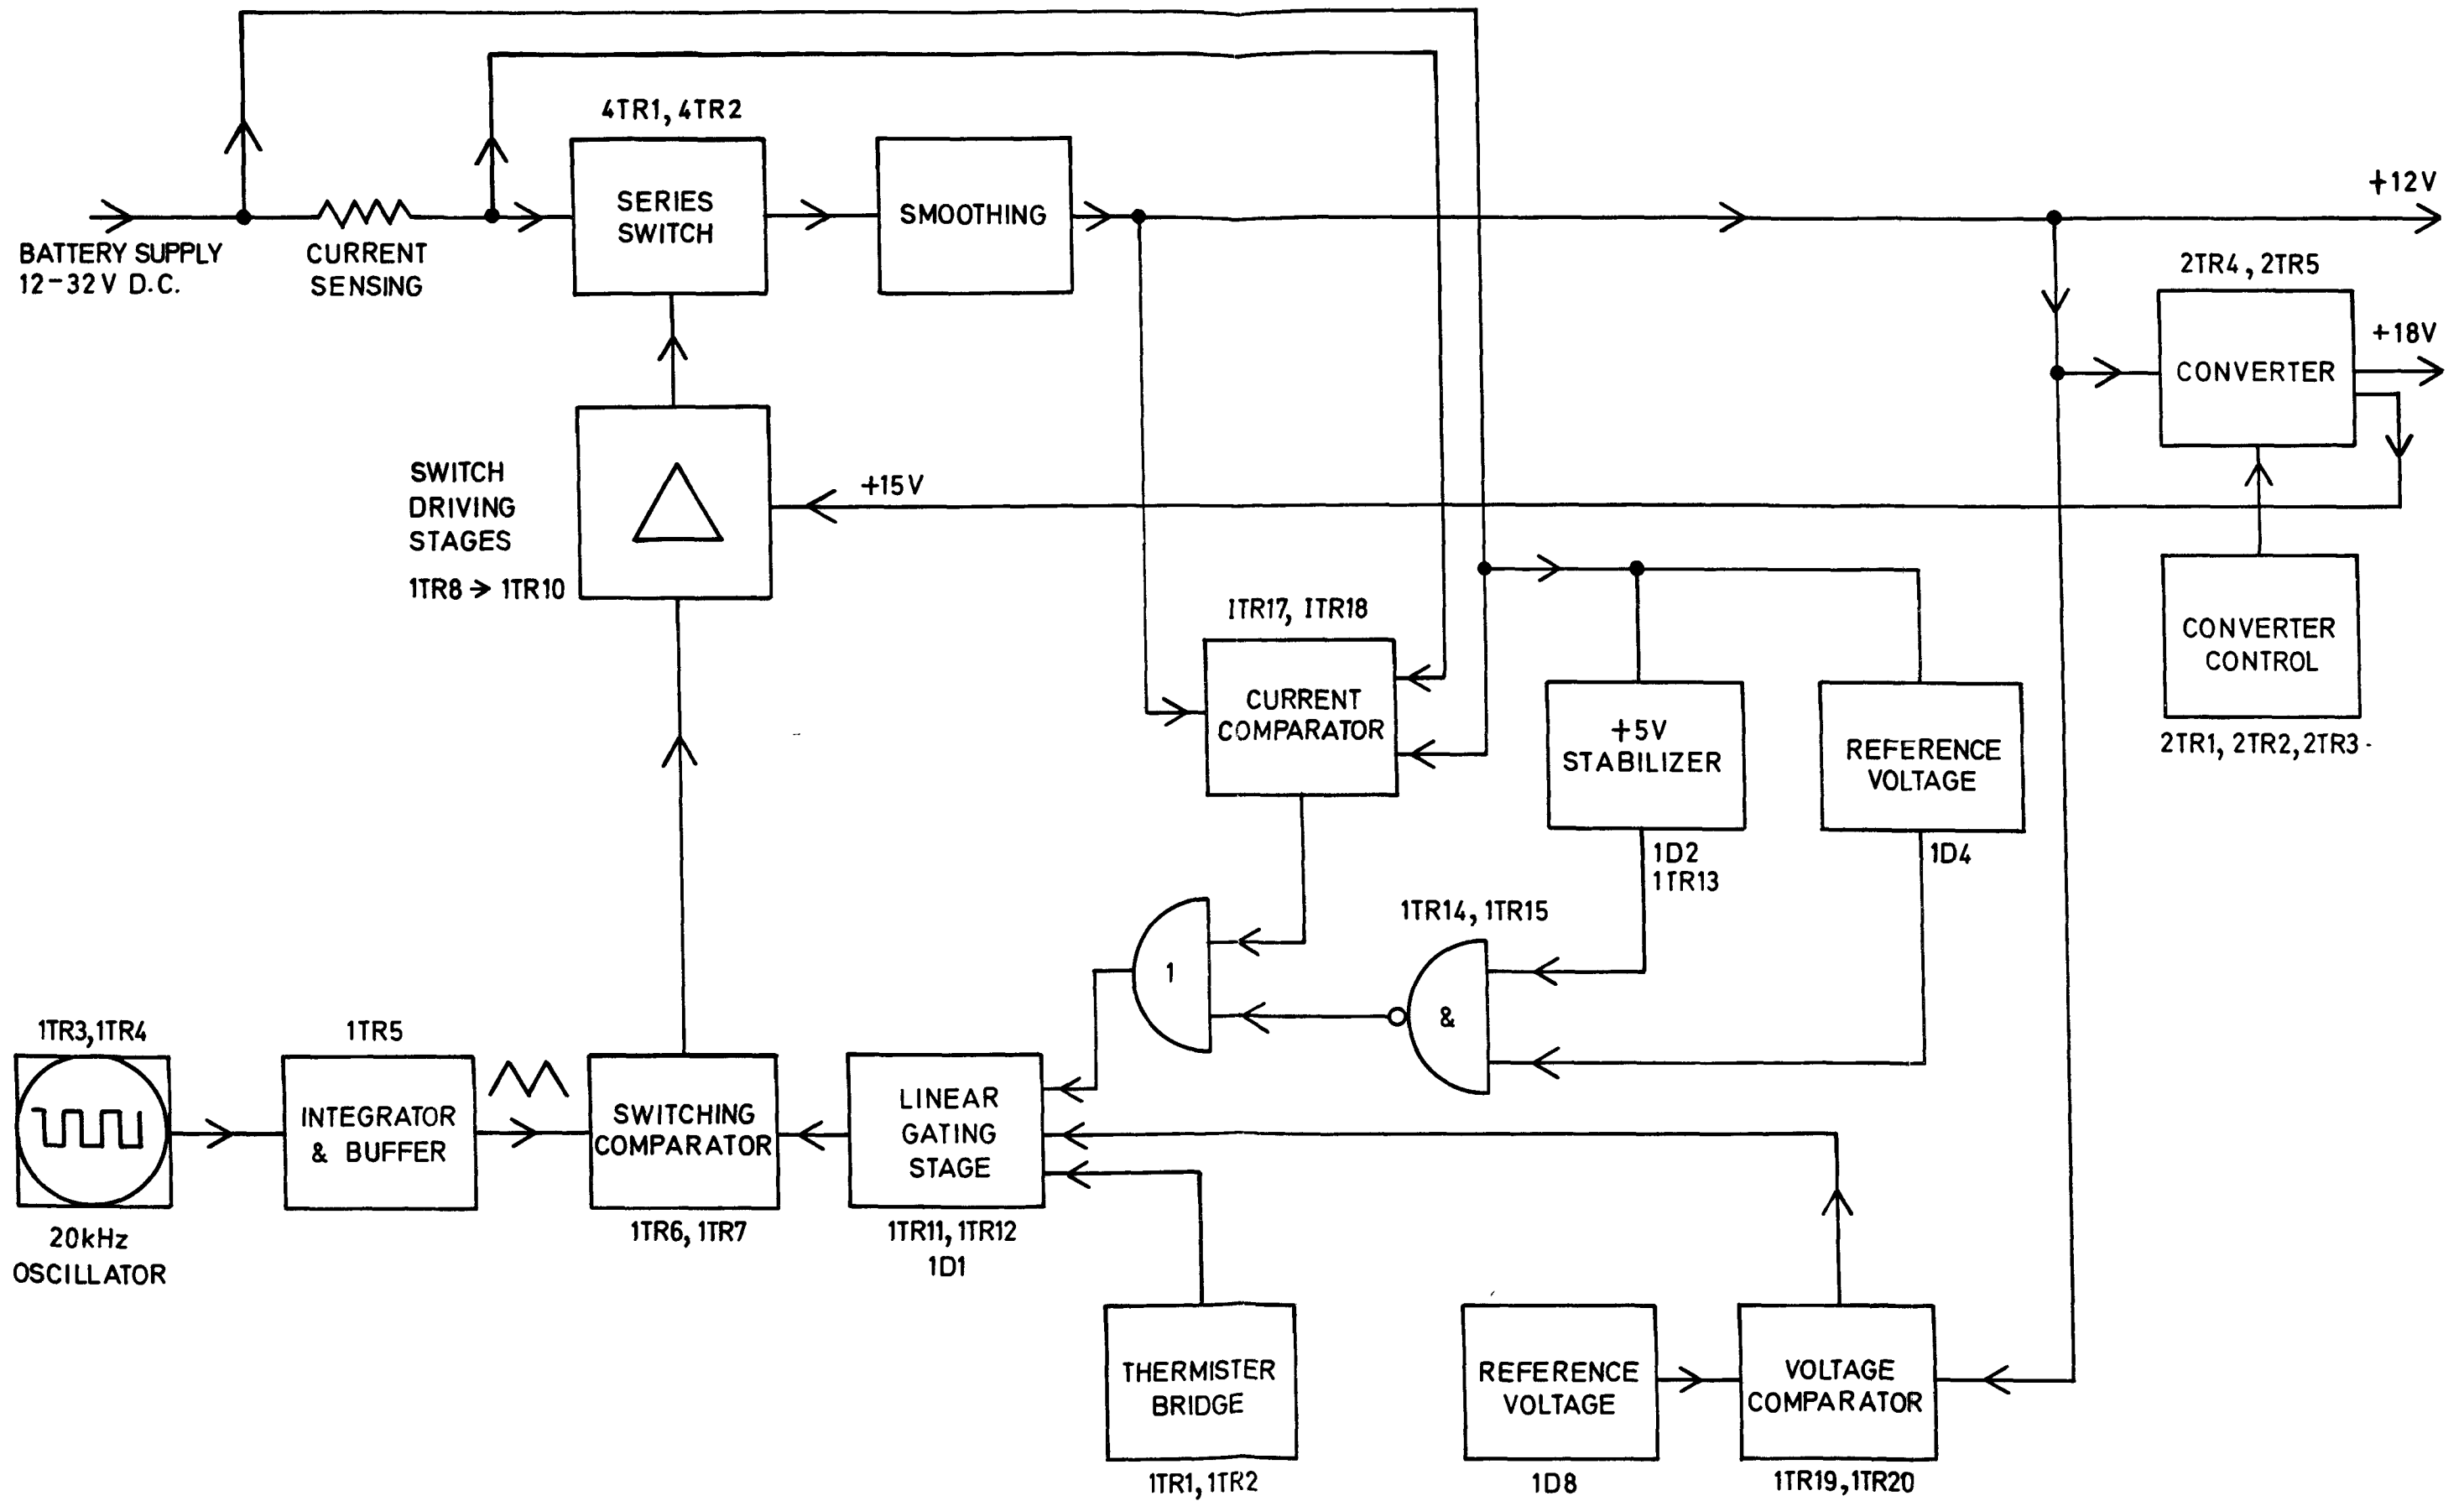 4TR1, 4TR2
SERIES
SWITCH
SMOOTHING
+12V
BATTERY SUPPLY
12-32V D.C.
CURRENT
SENSING
2TR4, 2TR5
+18V
CONVERTER
SWITCH
DRIVING
STAGES
1TR8 → 1TR10
+15V
1TR17, 1TR18
CURRENT
COMPARATOR
+5V
STABILIZER
REFERENCE
VOLTAGE
CONVERTER
CONTROL
2TR1, 2TR2, 2TR3
1D2
1TR13
1D4
1TR14, 1TR15
1
&
1TR3, 1TR4
1TR5
INTEGRATOR
& BUFFER
SWITCHING
COMPARATOR
LINEAR
GATING
STAGE
20kHz
OSCILLATOR
1TR6, 1TR7
1TR11, 1TR12
1D1
THERMISTER
BRIDGE
REFERENCE
VOLTAGE
VOLTAGE
COMPARATOR
1TR1, 1TR2
1D8
1TR19, 1TR20